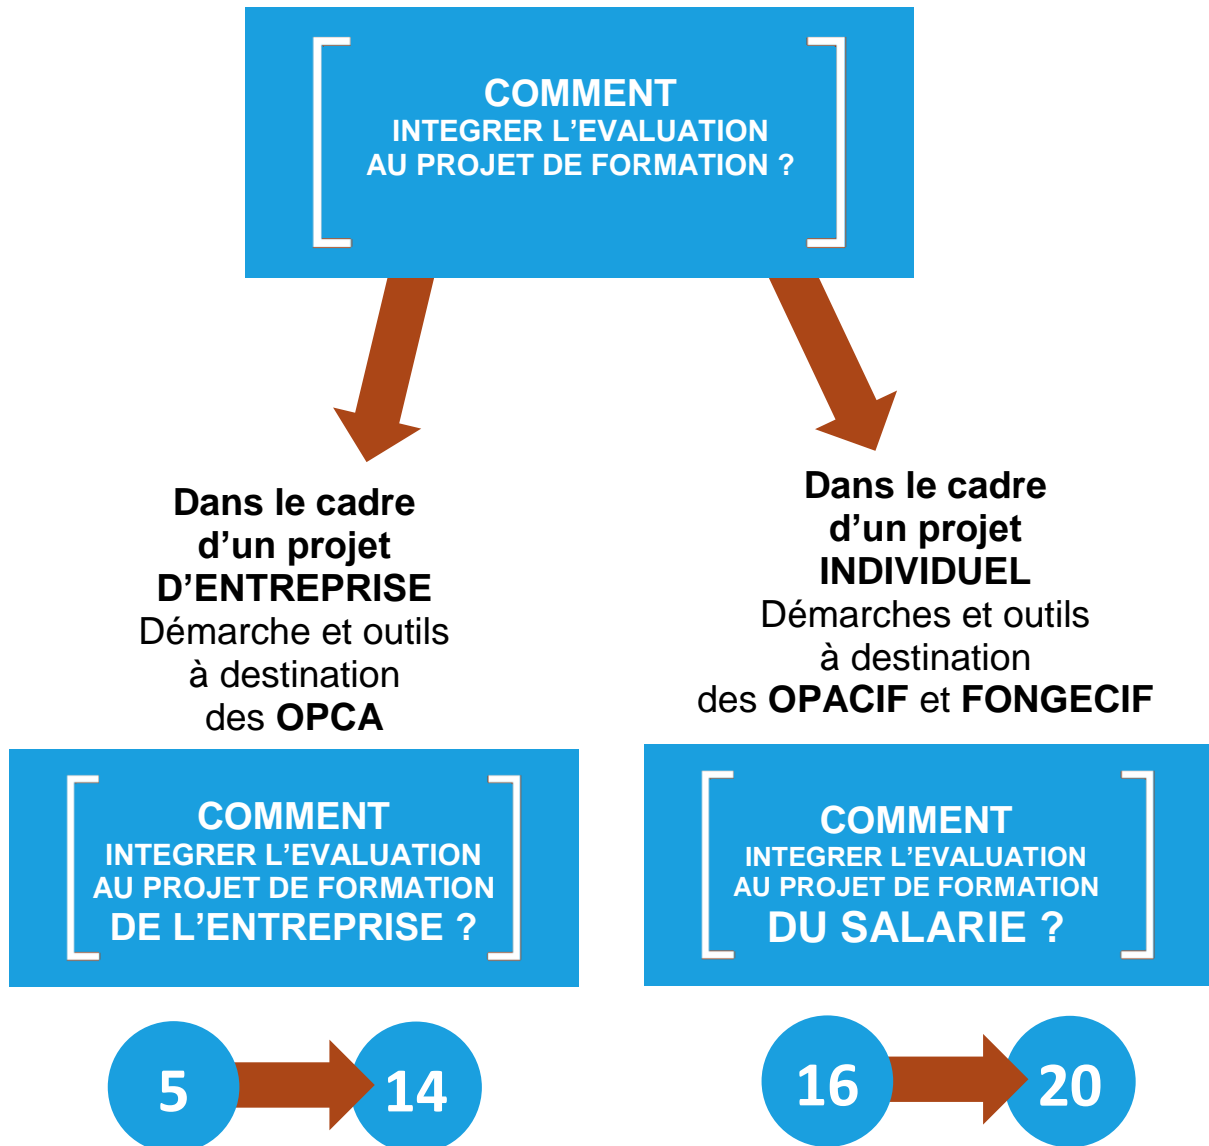 COMMENT
INTEGRER L’EVALUATION
AU PROJET DE FORMATION ?
Dans le cadre
d’un projet
D’ENTREPRISE
Démarche et outils
à destination
des OPCA
COMMENT
INTEGRER L’EVALUATION
AU PROJET DE FORMATION
DE L’ENTREPRISE ?
5
14
Dans le cadre
d’un projet
INDIVIDUEL
Démarches et outils
à destination
des OPACIF et FONGECIF
COMMENT
INTEGRER L’EVALUATION
AU PROJET DE FORMATION
DU SALARIE ?
16
20